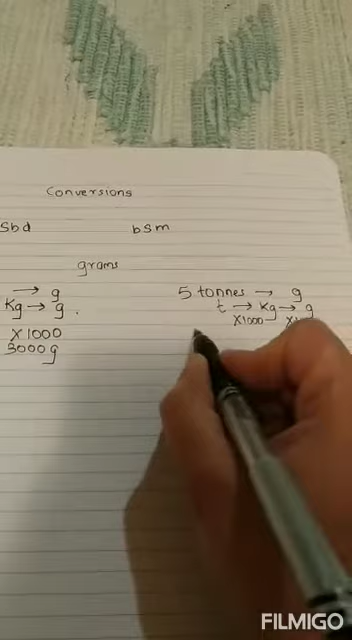 Conversions
sbd bsm
grams
→ g
Kg → g .
X1000
3000g
5 tonnes → g
t → Kg → g
X1000
FILMIGO